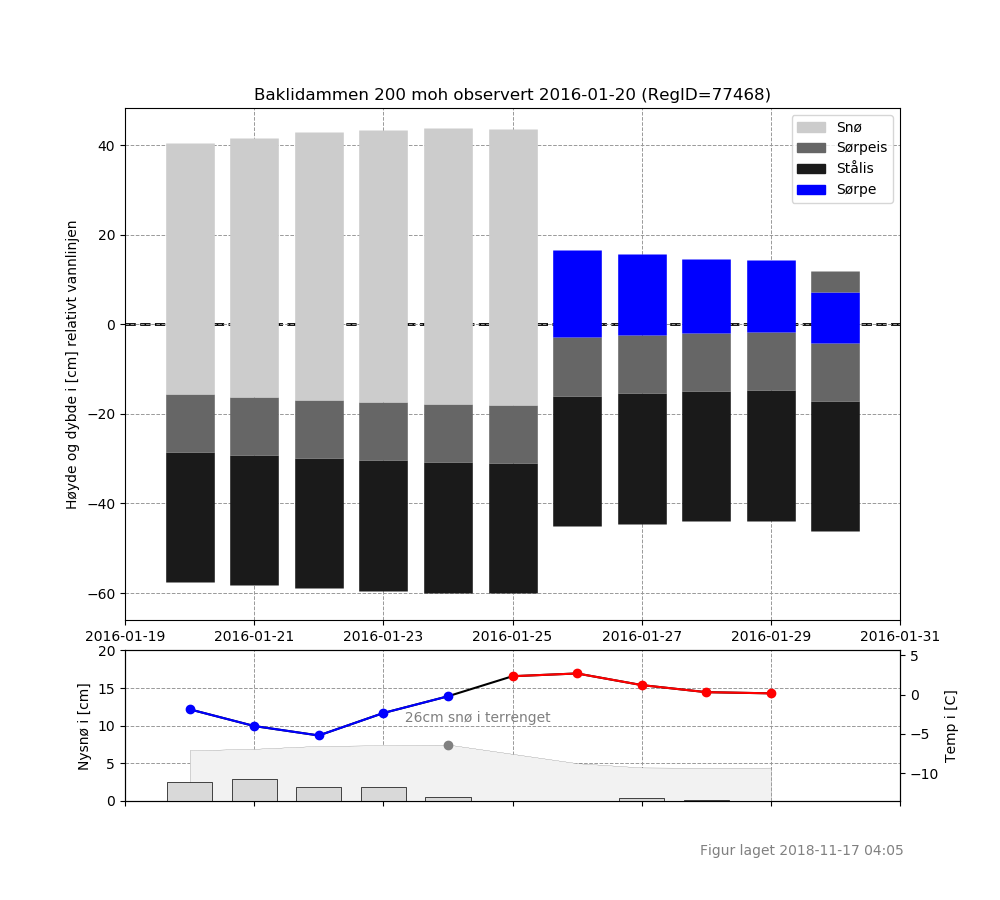 Baklidammen 200 moh observert 2016-01-20 (RegID=77468)
Høyde og dybde i [cm] relativt vannlinjen
40
20
0
−20
−40
−60
Snø
Sørpeis
Stålis
Sørpe
2016-01-19
2016-01-21
2016-01-23
2016-01-25
2016-01-27
2016-01-29
2016-01-31
Nysnø i [cm]
20
15
10
5
0
26cm snø i terrenget
5
0
−5
−10
Temp i [C]
Figur laget 2018-11-17 04:05